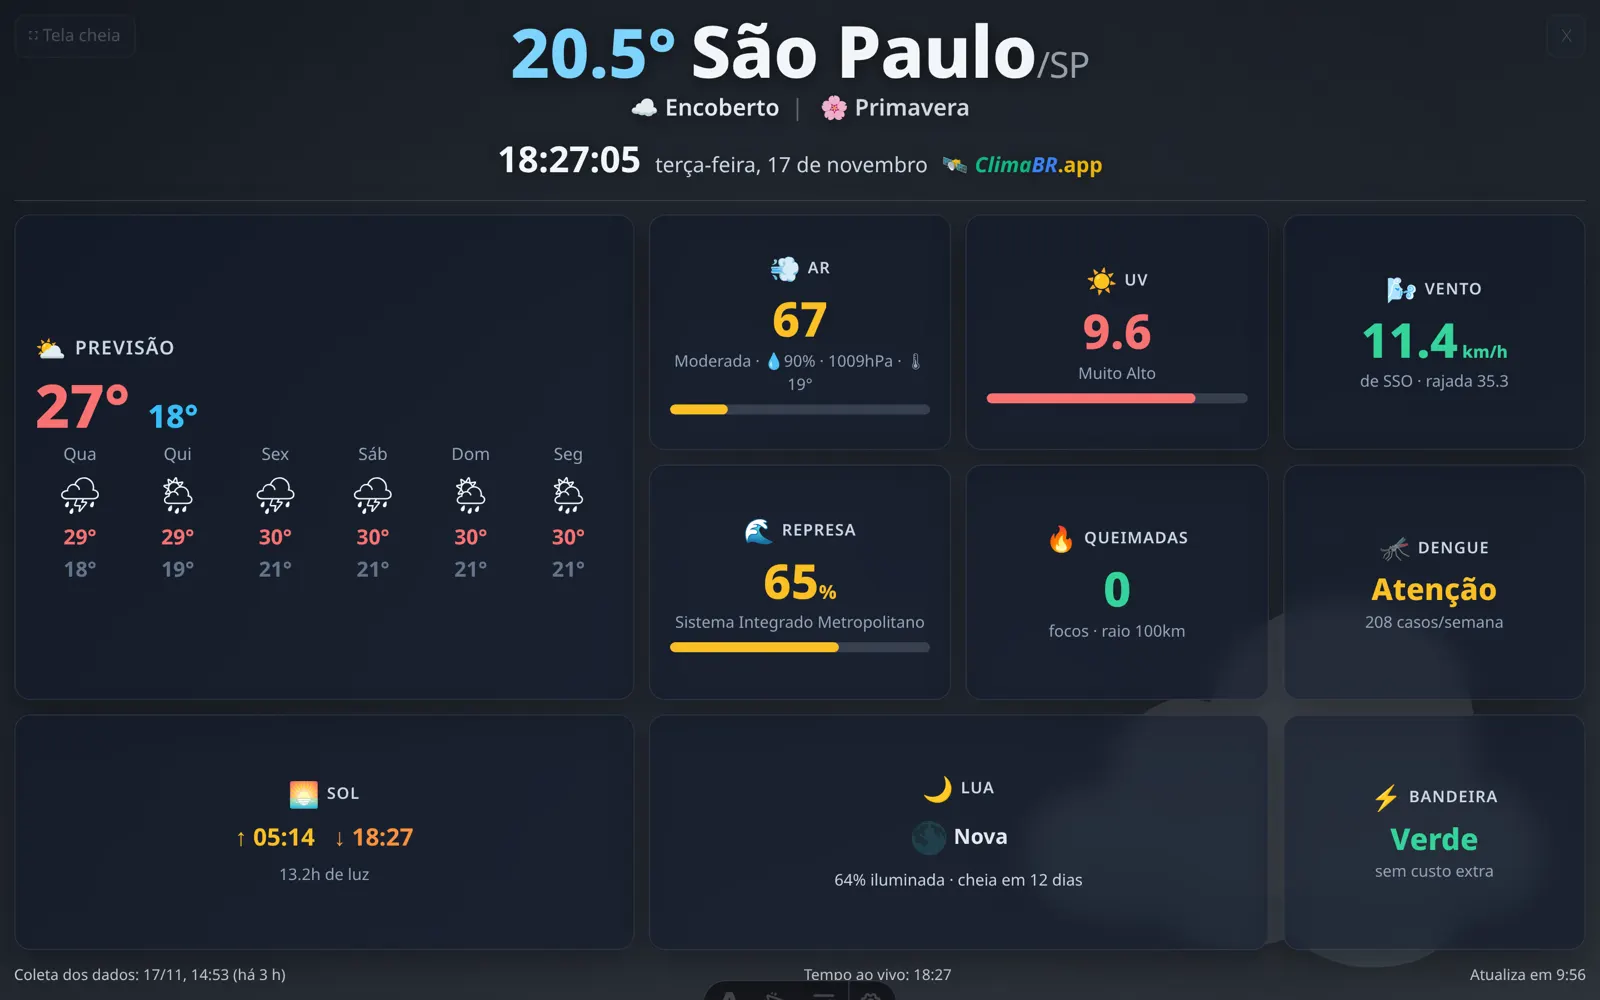 Tela cheia
X
20.5° São Paulo/SP
Encoberto | Primavera
18:27:05 terça-feira, 17 de novembro ClimaBR.app
PREVISÃO
27° 18°
Qua Qui Sex Sáb Dom Seg
29° 29° 30° 30° 30° 30°
18° 19° 21° 21° 21° 21°
AR
67
Moderada · 90% · 1009hPa ·
19°
UV
9.6
Muito Alto
VENTO
11.4 km/h
de SSO · rajada 35.3
REPRESA
65%
Sistema Integrado Metropolitano
QUEIMADAS
0
focos · raio 100km
DENGUE
Atenção
208 casos/semana
SOL
↑ 05:14 ↓ 18:27
13.2h de luz
LUA
Nova
64% iluminada · cheia em 12 dias
BANDEIRA
Verde
sem custo extra
Coleta dos dados: 17/11, 14:53 (há 3 h)
Tempo ao vivo: 18:27
Atualiza em 9:56